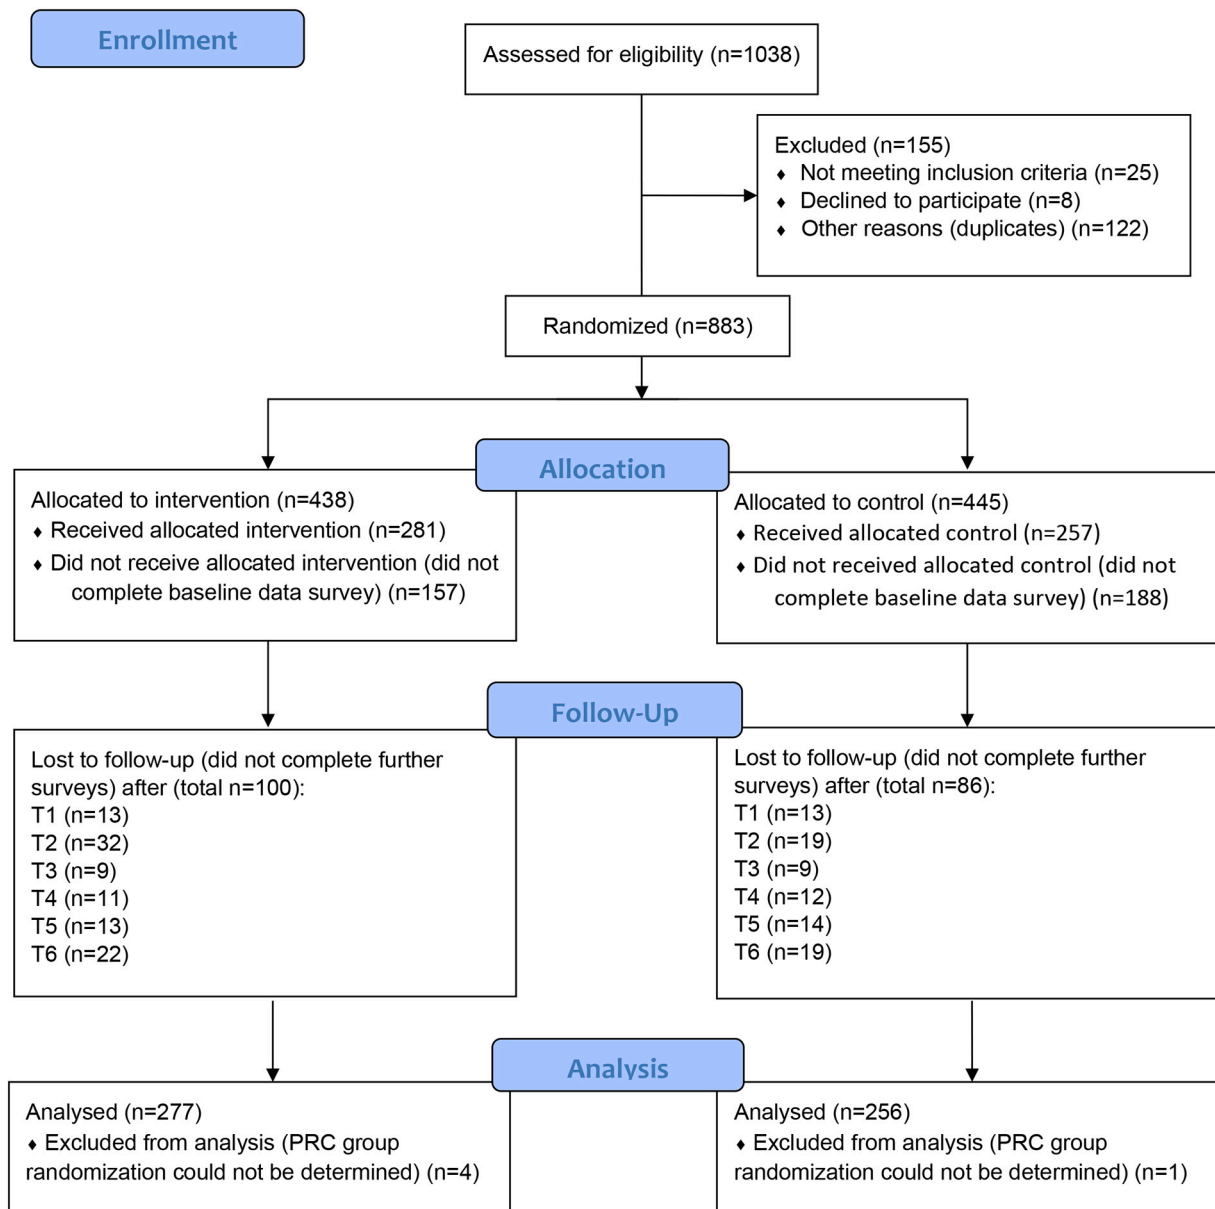 Enrollment
Assessed for eligibility (n=1038)
Excluded (n=155)
♦ Not meeting inclusion criteria (n=25)
♦ Declined to participate (n=8)
♦ Other reasons (duplicates) (n=122)
Randomized (n=883)
Allocation
Allocated to intervention (n=438)
♦ Received allocated intervention (n=281)
♦ Did not receive allocated intervention (did not
complete baseline data survey) (n=157)
Allocated to control (n=445)
♦ Received allocated control (n=257)
♦ Did not received allocated control (did not
complete baseline data survey) (n=188)
Follow-Up
Lost to follow-up (did not complete further
surveys) after (total n=100):
T1 (n=13)
T2 (n=32)
T3 (n=9)
T4 (n=11)
T5 (n=13)
T6 (n=22)
Lost to follow-up (did not complete further
surveys) after (total n=86):
T1 (n=13)
T2 (n=19)
T3 (n=9)
T4 (n=12)
T5 (n=14)
T6 (n=19)
Analysis
Analysed (n=277)
♦ Excluded from analysis (PRC group
randomization could not be determined) (n=4)
Analysed (n=256)
♦ Excluded from analysis (PRC group
randomization could not be determined) (n=1)